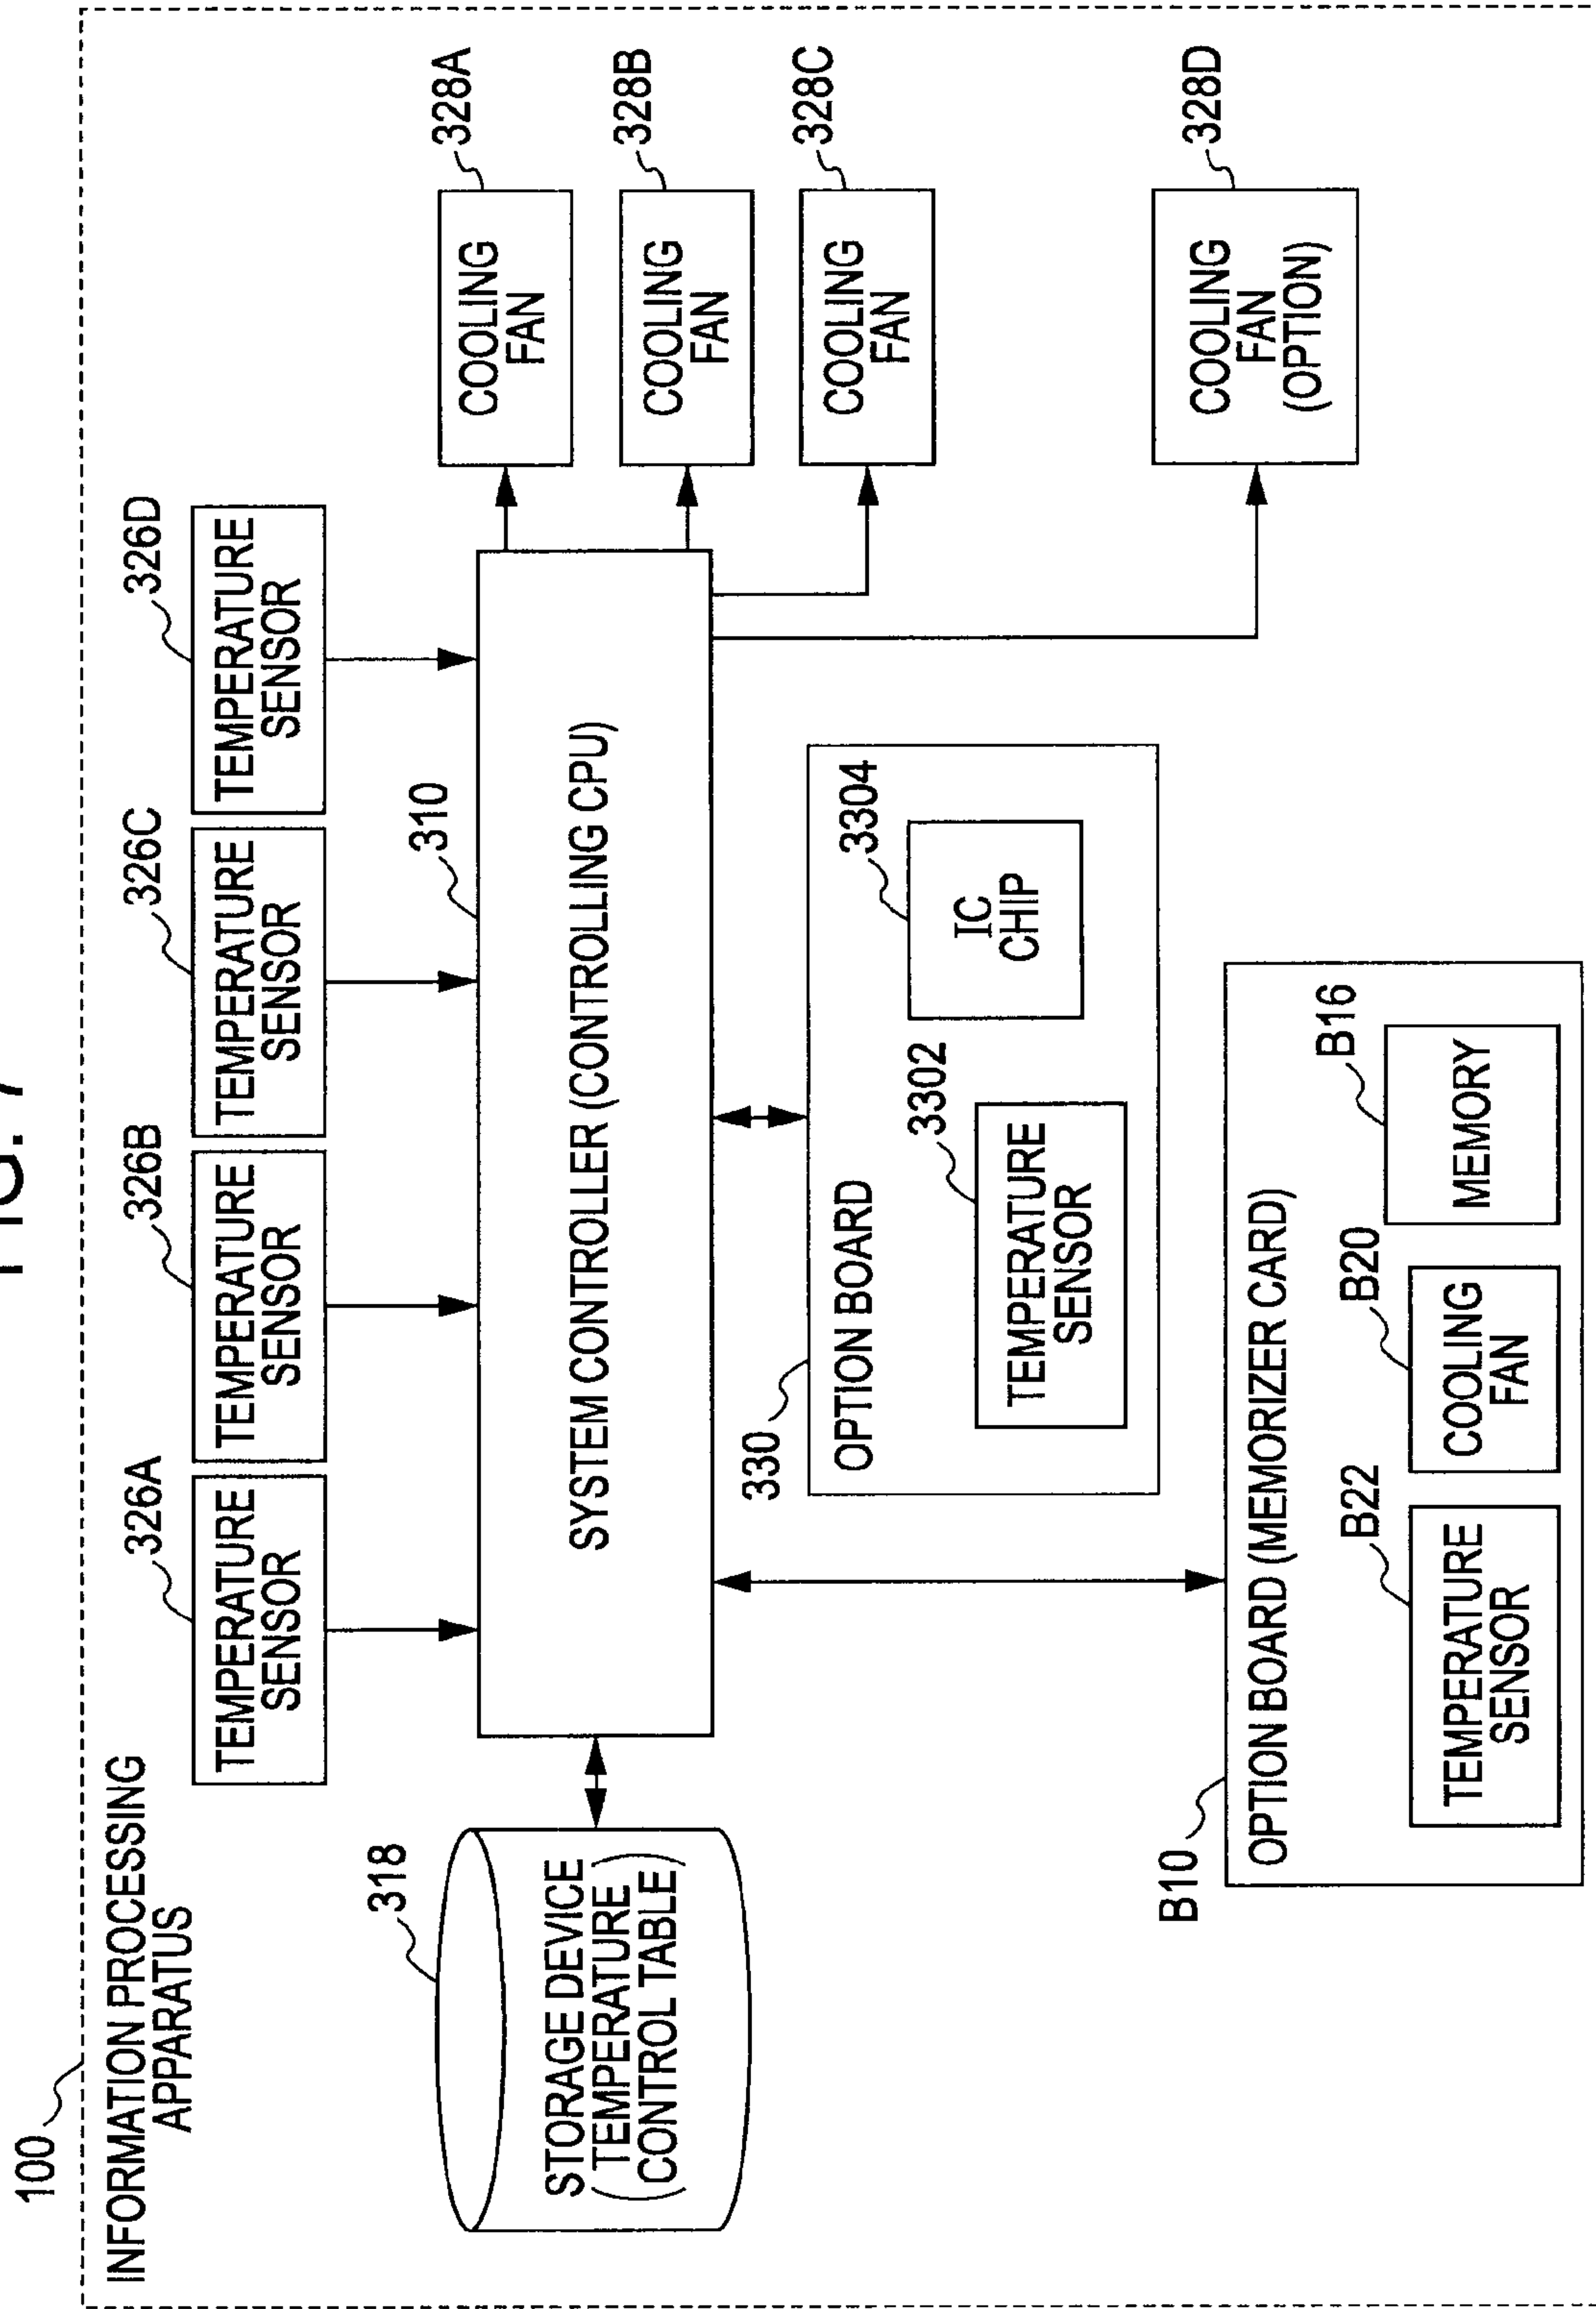 100
INFORMATION PROCESSING
APPARATUS
326A
326B
326C
326D
TEMPERATURE
SENSOR
TEMPERATURE
SENSOR
TEMPERATURE
SENSOR
TEMPERATURE
SENSOR
318
STORAGE DEVICE
(TEMPERATURE
CONTROL TABLE)
310
SYSTEM CONTROLLER (CONTROLLING CPU)
COOLING
FAN
328A
COOLING
FAN
328B
COOLING
FAN
328C
COOLING
FAN
(OPTION)
328D
330
OPTION BOARD
3302
TEMPERATURE
SENSOR
3304
IC
CHIP
B10
OPTION BOARD (MEMORIZER CARD)
B22
TEMPERATURE
SENSOR
B20
COOLING
FAN
B16
MEMORY